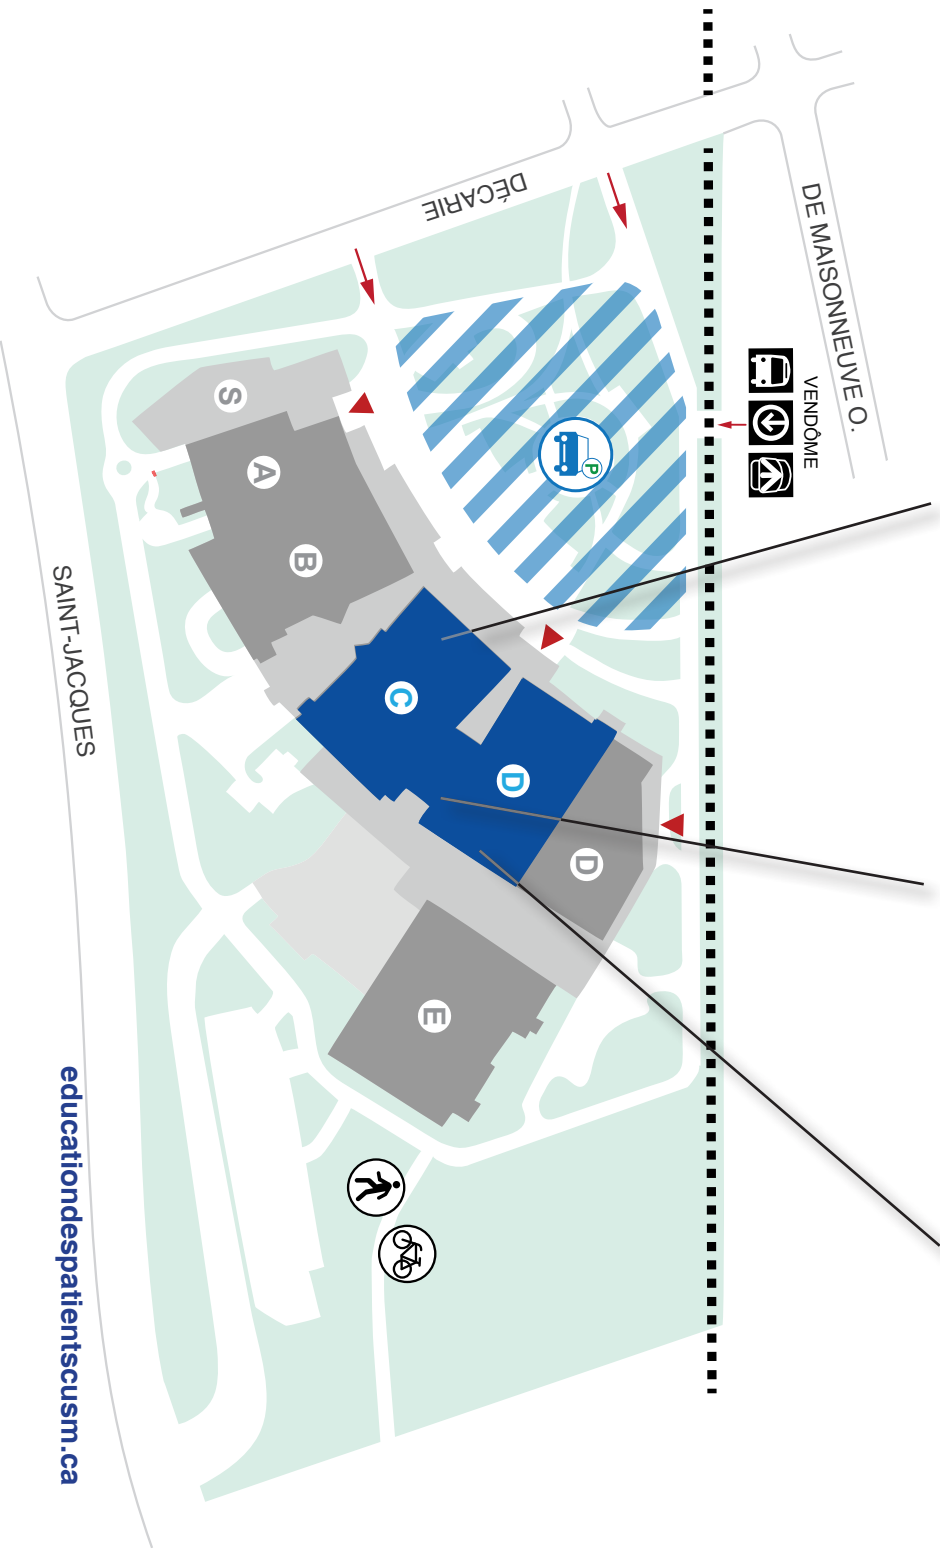 DE MAISONNEUVE O.
VENDÔME
DÉCARIE
P
S
A
B
C
D
D
E
SAINT-JACQUES
educationdespatientscusm.ca